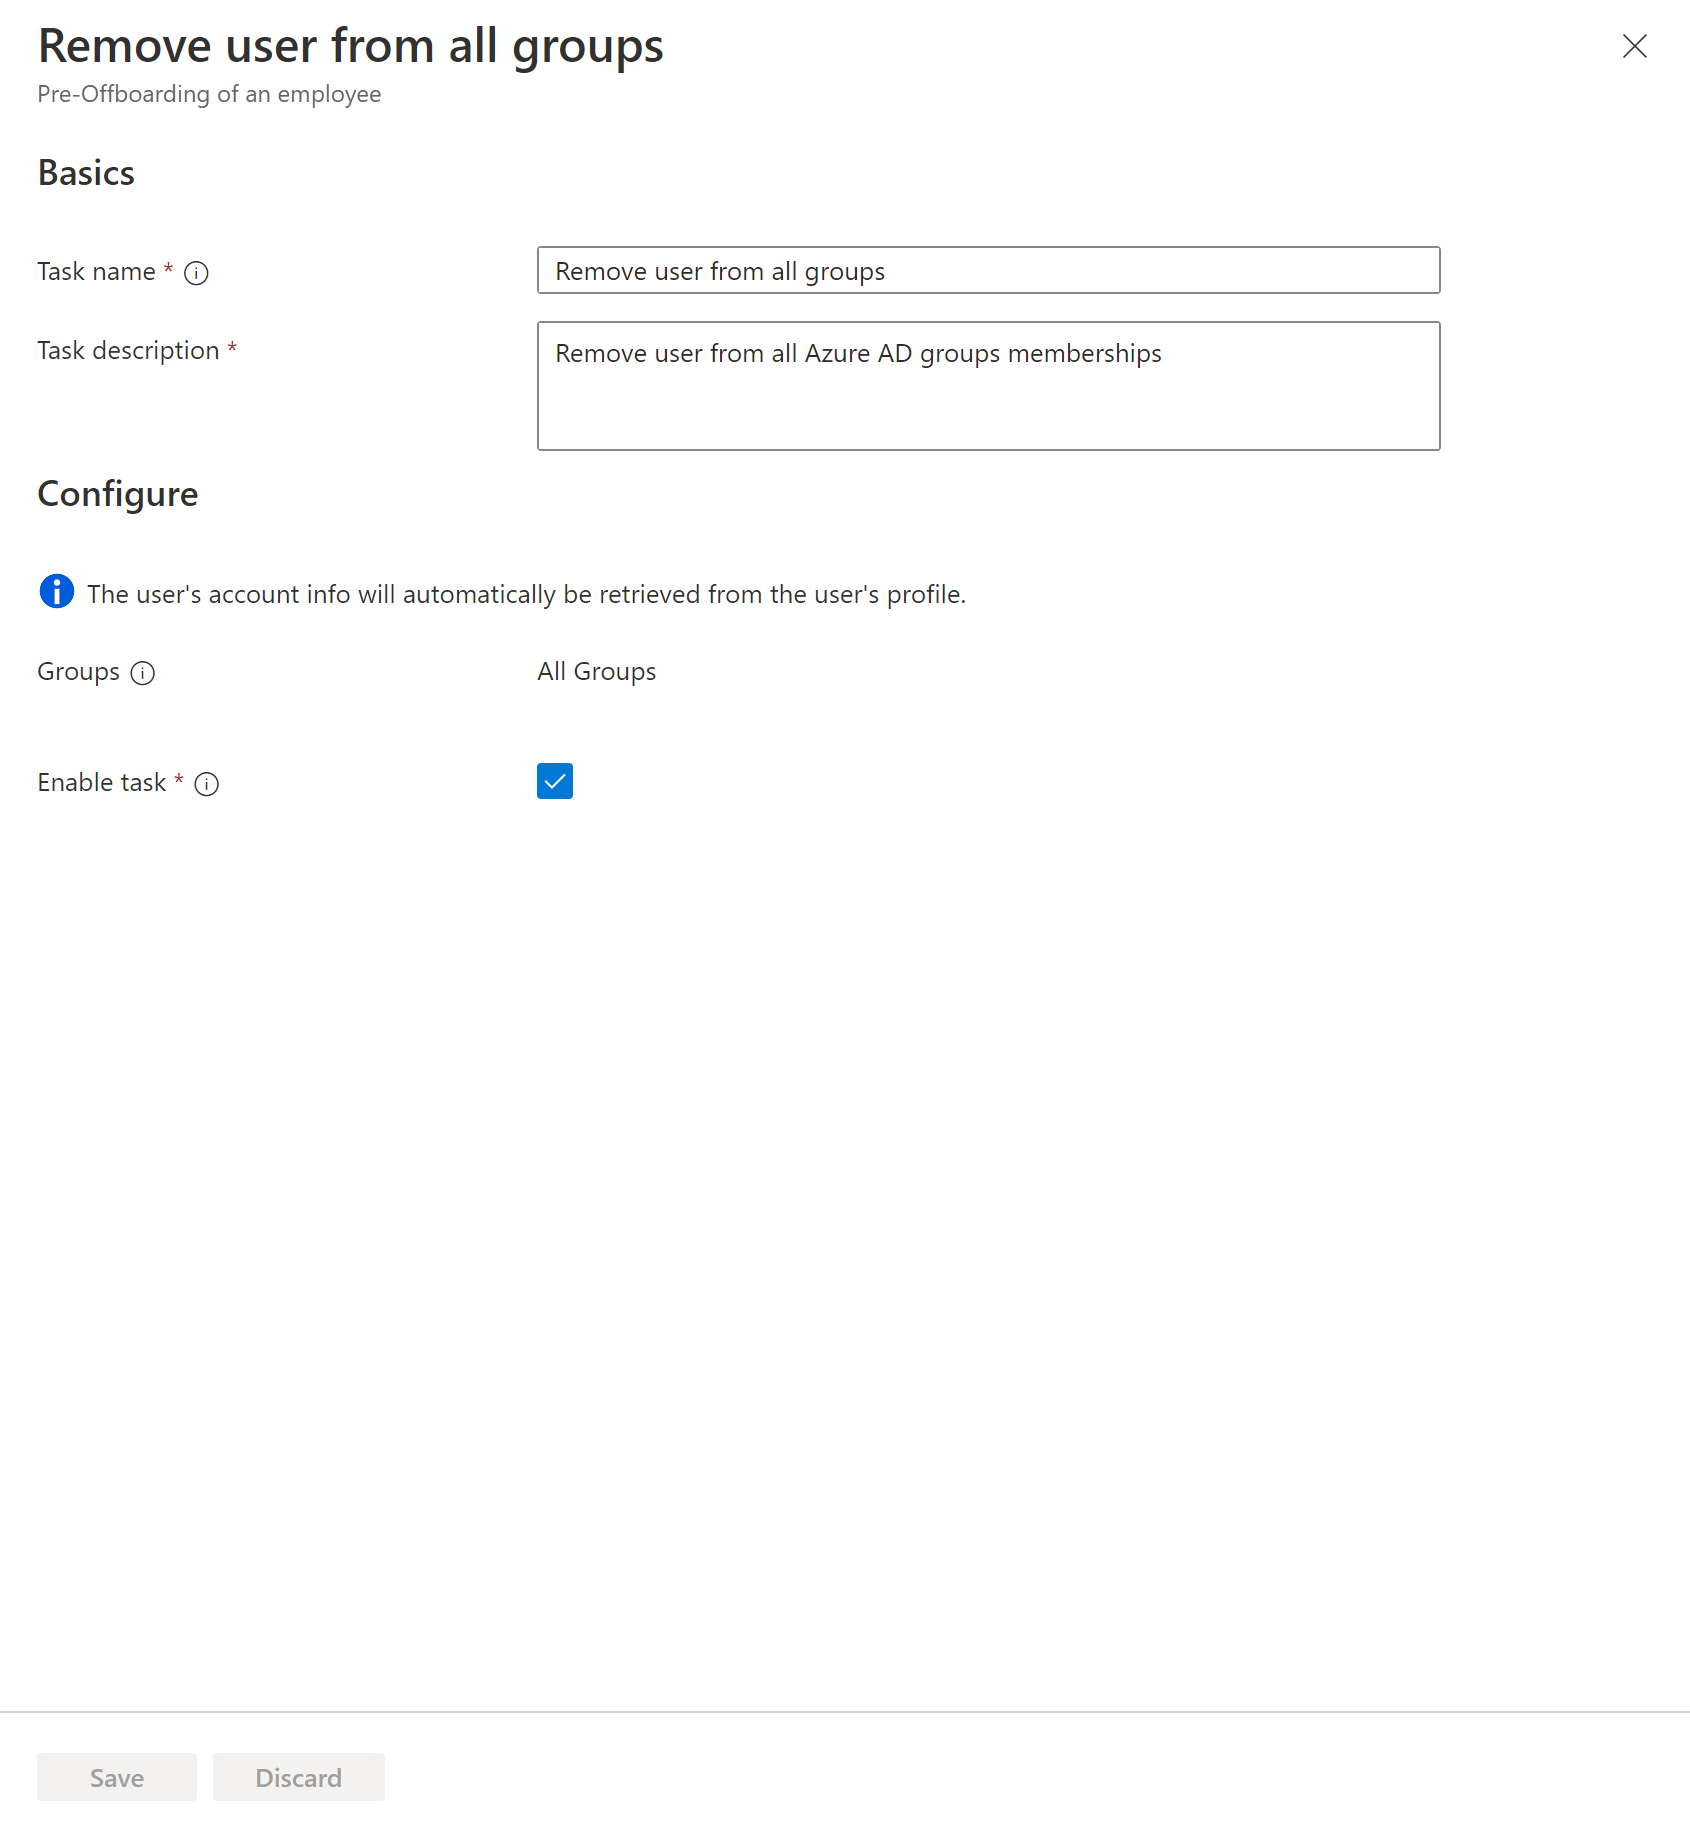 Remove user from all groups
Pre-Offboarding of an employee
Basics
Task name *
Remove user from all groups
Task description *
Remove user from all Azure AD groups memberships
Configure
The user's account info will automatically be retrieved from the user's profile.
Groups
All Groups
Enable task *
Save
Discard